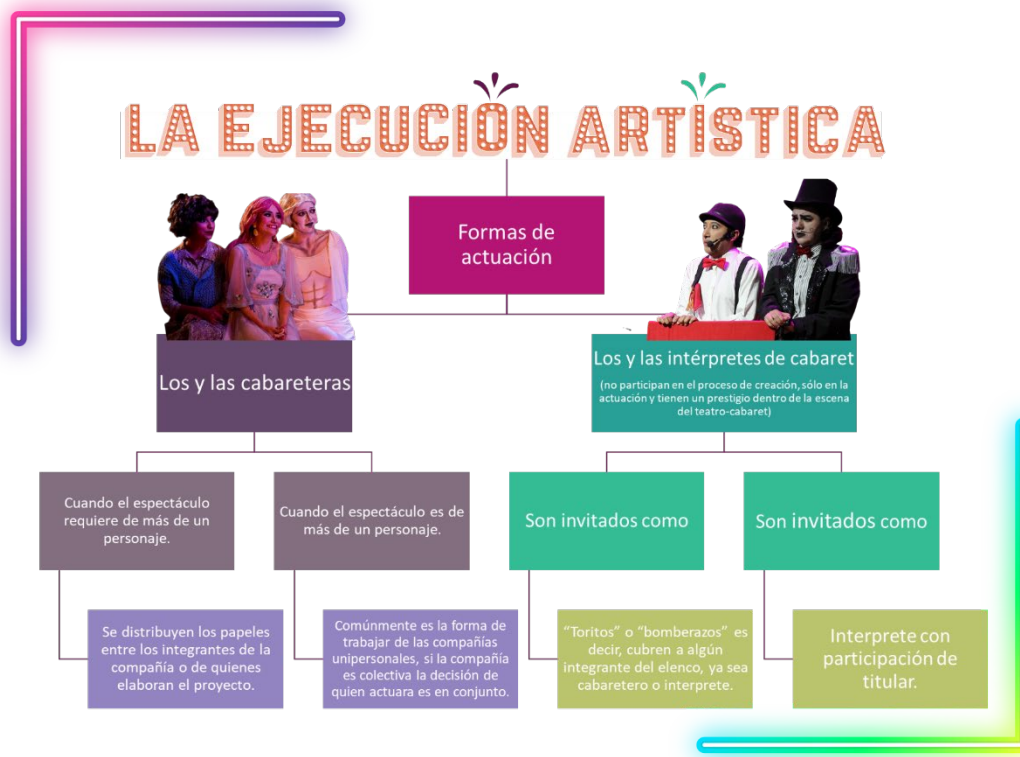 LA EJECUCIÓN ARTÍSTICA
Formas de
actuación
Los y las cabareteras
Los y las intérpretes de cabaret
(no participan en el proceso de creación, sólo en la
actuación y tienen un prestigio dentro de la escena
del teatro-cabaret)
Cuando el espectáculo
requiere de más de un
personaje.
Cuando el espectáculo es de
más de un personaje.
Son invitados como
Son invitados como
Se distribuyen los papeles
entre los integrantes de la
compañía o de quienes
elaboran el proyecto.
Comúnmente es la forma de
trabajar de las compañías
unipersonales, si la compañía
es colectiva la decisión de
quien actuara es en conjunto.
“Toritos” o “bomberazos” es
decir, cubren a algún
integrante del elenco, ya sea
cabaretero o interprete.
Interprete con
participación de
titular.